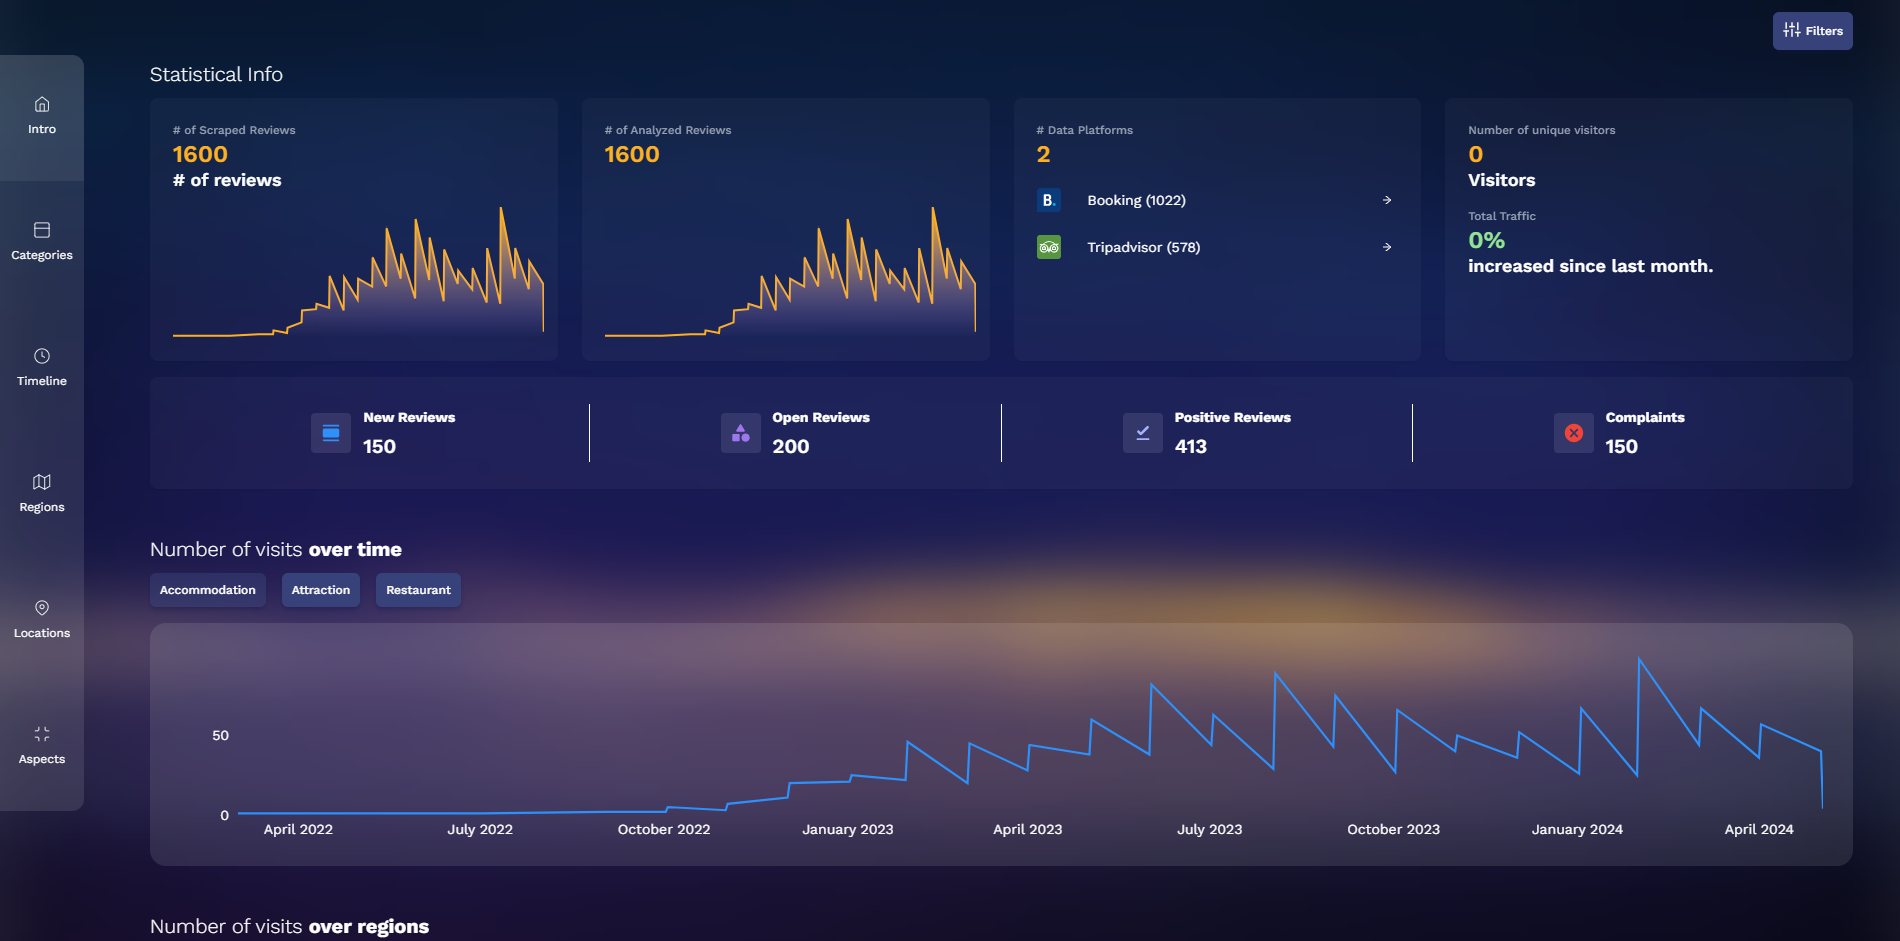 Filters
Statistical Info
Intro
Categories
Timeline
Regions
Locations
Aspects
# of Scraped Reviews
1600
# of reviews
# of Analyzed Reviews
1600
# Data Platforms
2
B. Booking (1022)
Tripadvisor (578)
Number of unique visitors
0
Visitors
Total Traffic
0%
increased since last month.
New Reviews
150
Open Reviews
200
Positive Reviews
413
Complaints
150
Number of visits over time
Accommodation Attraction Restaurant
50
0
April 2022 July 2022 October 2022 January 2023 April 2023 July 2023 October 2023 January 2024 April 2024
Number of visits over regions